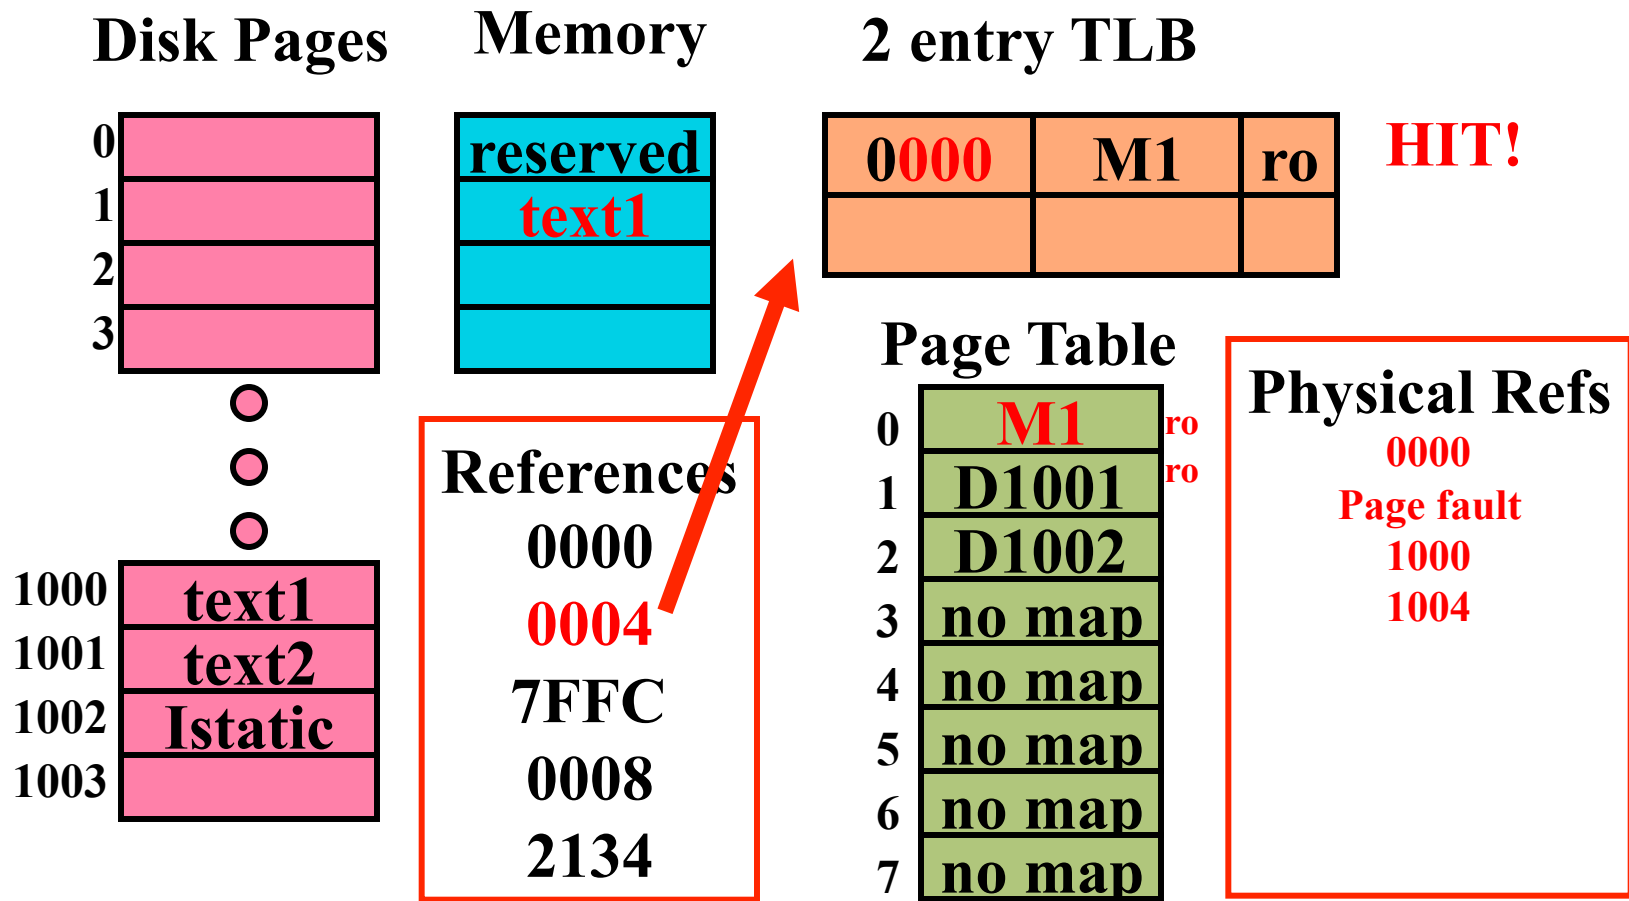 Disk Pages
0
1
2
3
1000 text1
1001 text2
1002 Istatic
1003
Memory
reserved
text1
References
0000
0004
7FFC
0008
2134
2 entry TLB
0000 M1 ro
HIT!
Page Table
0 M1 ro
1 D1001 ro
2 D1002
3 no map
4 no map
5 no map
6 no map
7 no map
Physical Refs
0000
Page fault
1000
1004